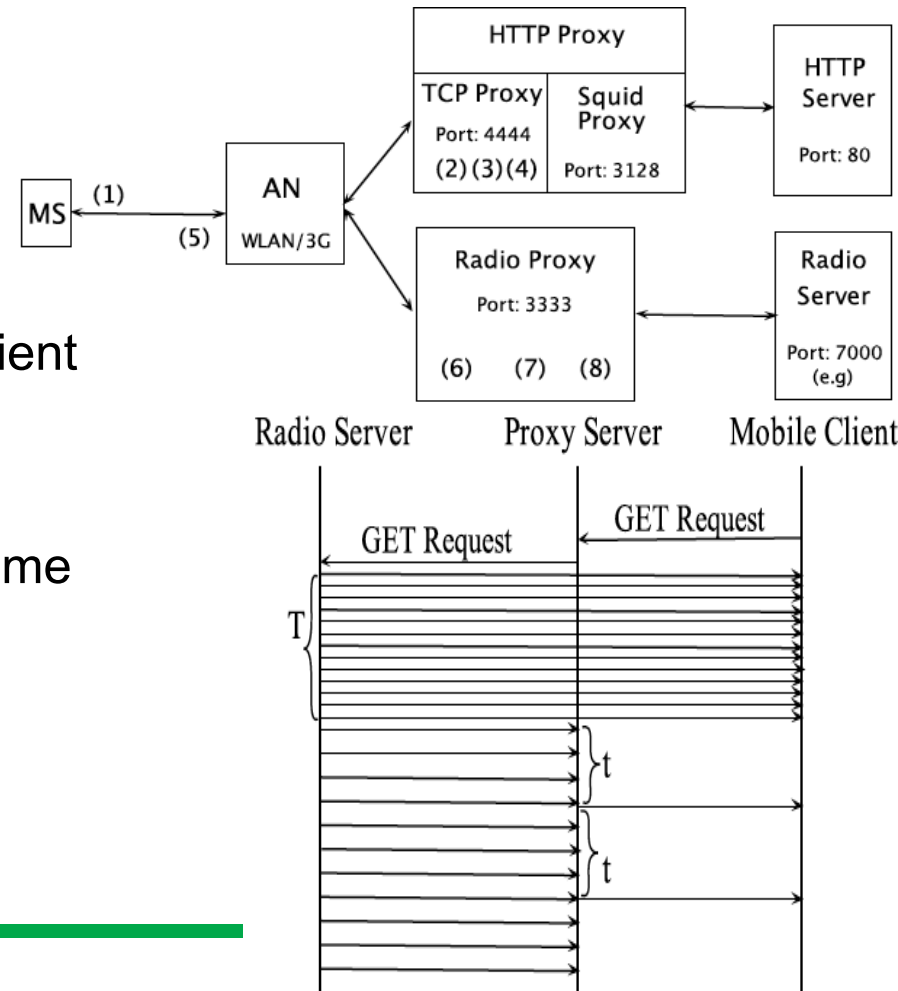 HTTP Proxy
TCP Proxy
Port: 4444
(2)(3)(4)
Squid
Proxy
Port: 3128
HTTP
Server
Port: 80
MS
(1)
(5)
AN
WLAN/3G
Radio Proxy
Port: 3333
(6) (7) (8)
Radio
Server
Port: 7000
(e.g)
ient
me
Radio Server Proxy Server Mobile Client
GET Request
GET Request
T
t
t